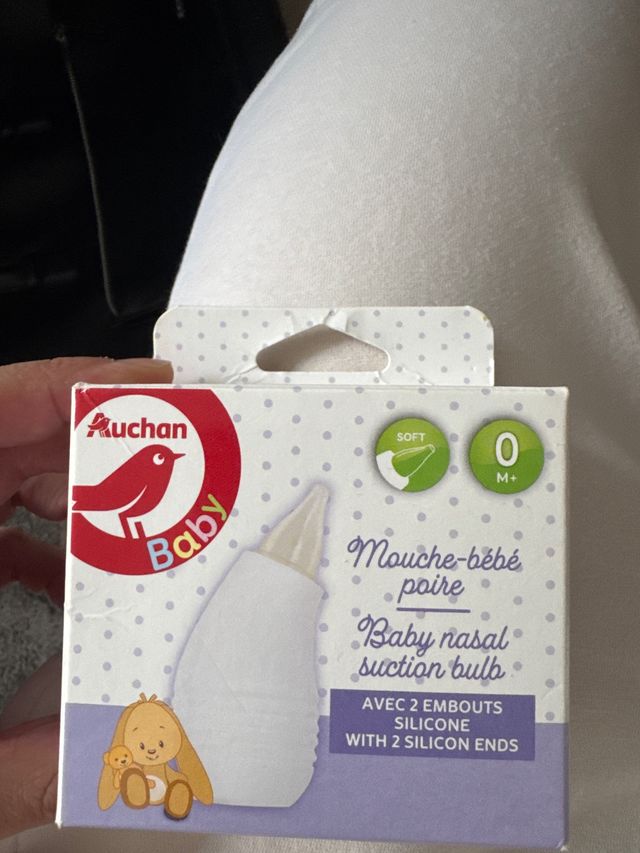 Auchan
Baby
SOFT
0
M+
Mouche-bébé
poire
Baby nasal
suction bulb
AVEC 2 EMBOUTS
SILICONE
WITH 2 SILICON ENDS